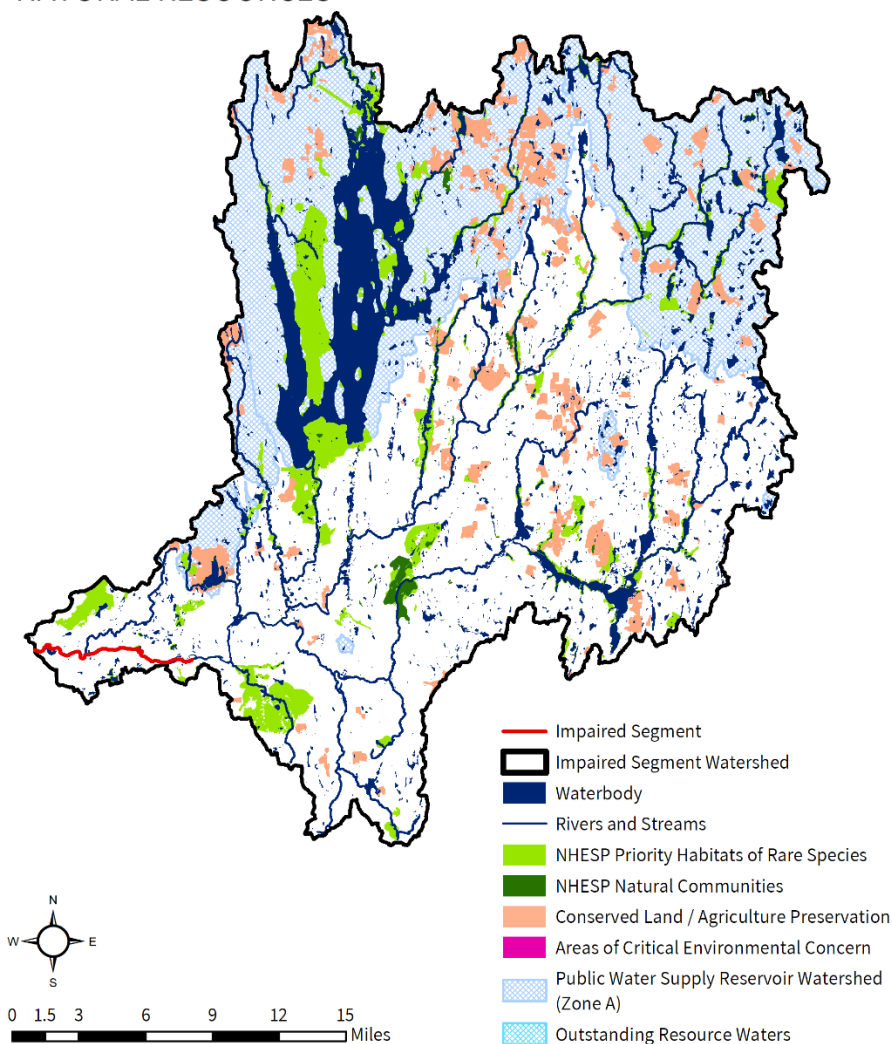 NATURAL RESOURCES
Impaired Segment
Impaired Segment Watershed
Waterbody
Rivers and Streams
NHESP Priority Habitats of Rare Species
NHESP Natural Communities
Conserved Land / Agriculture Preservation
Areas of Critical Environmental Concern
Public Water Supply Reservoir Watershed
(Zone A)
Outstanding Resource Waters
N
W E
S
0 1.5 3 6 9 12 15
Miles